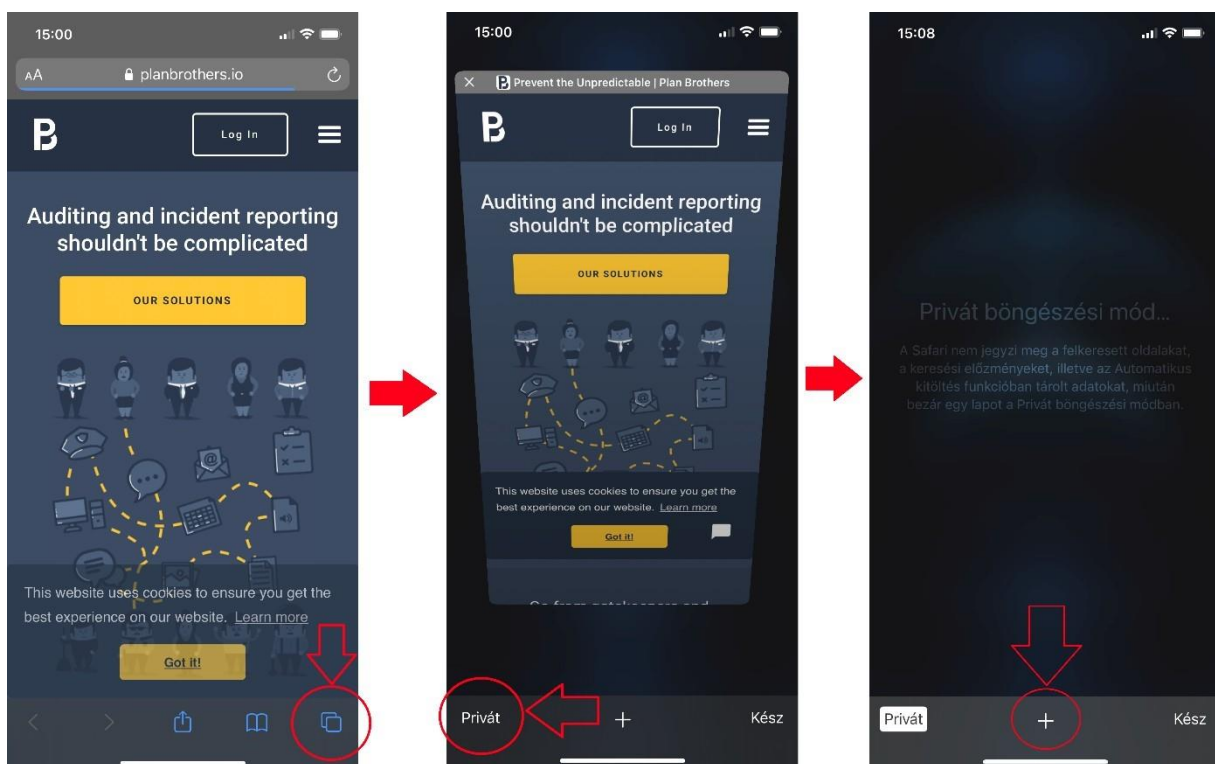 15:00
AA planbrothers.io
B
Log In
Auditing and incident reporting
shouldn't be complicated
OUR SOLUTIONS
This website uses cookies to ensure you get the
best experience on our website. Learn more
Got it!
15:00
B Prevent the Unpredictable | Plan Brothers
B
Log In
Auditing and incident reporting
shouldn't be complicated
OUR SOLUTIONS
This website uses cookies to ensure you get the
best experience on our website. Learn more
Got it!
Go from gatekeepers and
Privát
Kész
15:08
Privát böngészési mód...
A Safari nem jegyzi meg a felkeresett oldalakat,
a keresési előzményeket, illetve az Automatikus
kitöltés funkcióban tárolt adatokat, miután
bezár egy lapot a Privát böngészési módban.
Privát
Kész